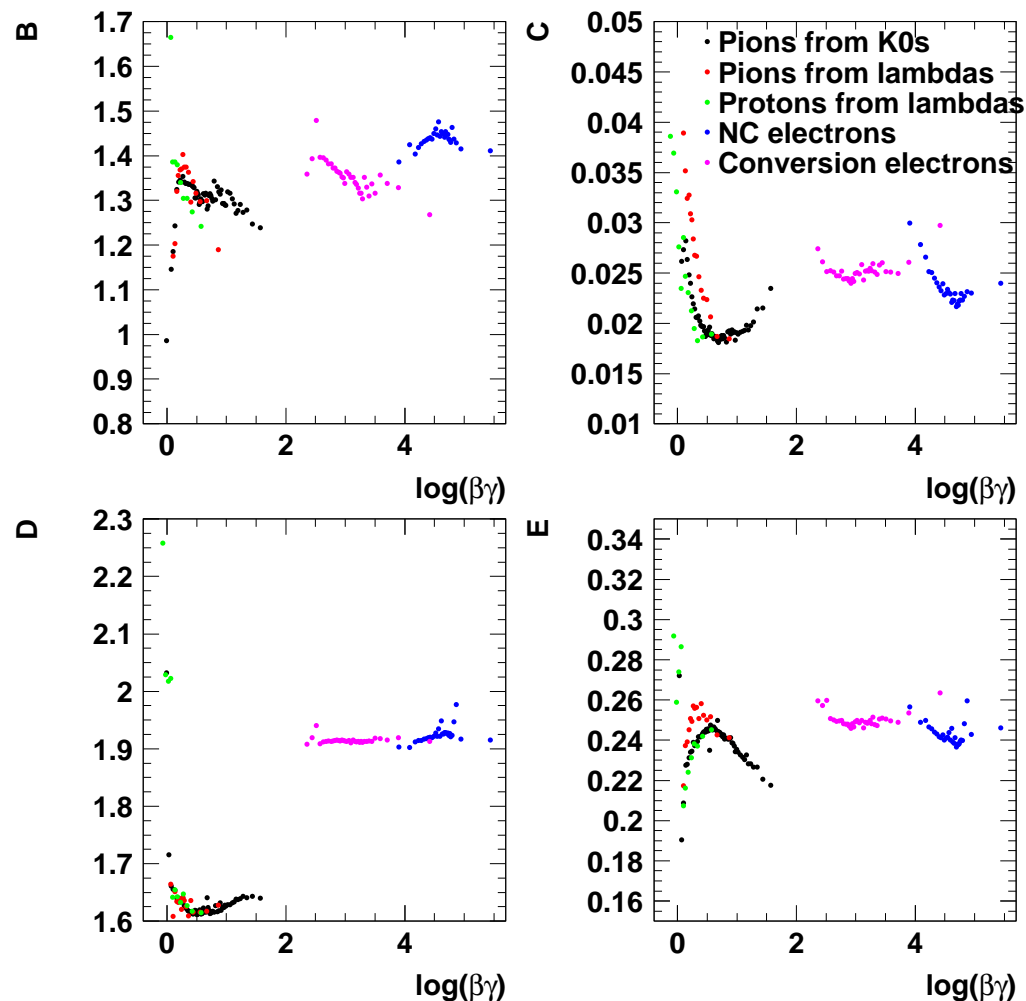 B
1.7
1.6
1.5
1.4
1.3
1.2
1.1
1
0.9
0.8
0 2 4
log(βγ)
C
0.05
0.045
0.04
0.035
0.03
0.025
0.02
0.015
0.01
Pions from K0s
Pions from lambdas
Protons from lambdas
NC electrons
Conversion electrons
0 2 4
log(βγ)
D
2.3
2.2
2.1
2
1.9
1.8
1.7
1.6
0 2 4
log(βγ)
E
0.34
0.32
0.3
0.28
0.26
0.24
0.22
0.2
0.18
0.16
0 2 4
log(βγ)